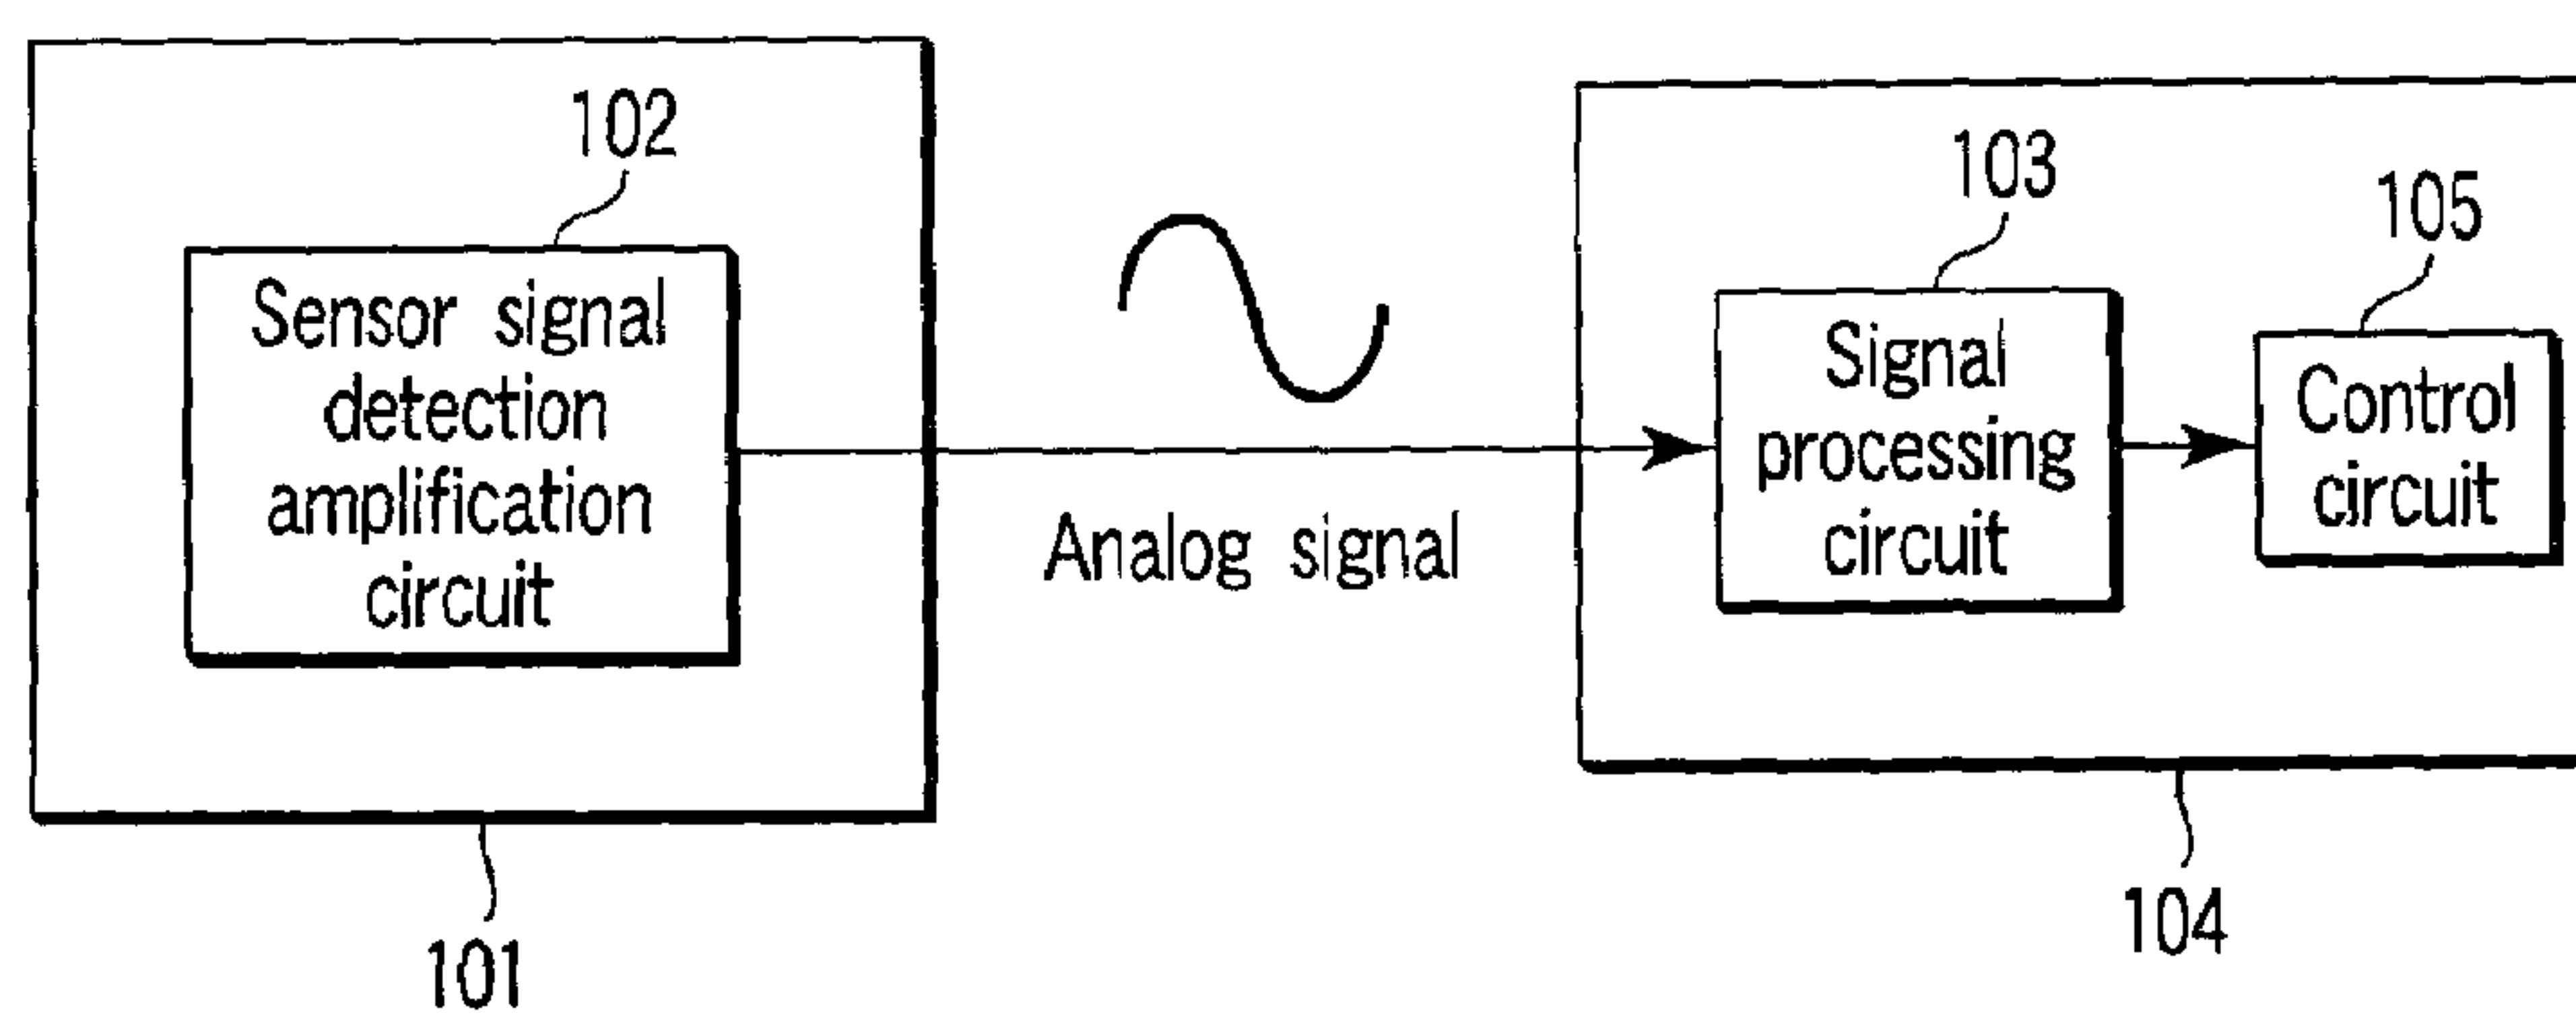 102
Sensor signal
detection
amplification
circuit
101
Analog signal
103
Signal
processing
circuit
105
Control
circuit
104